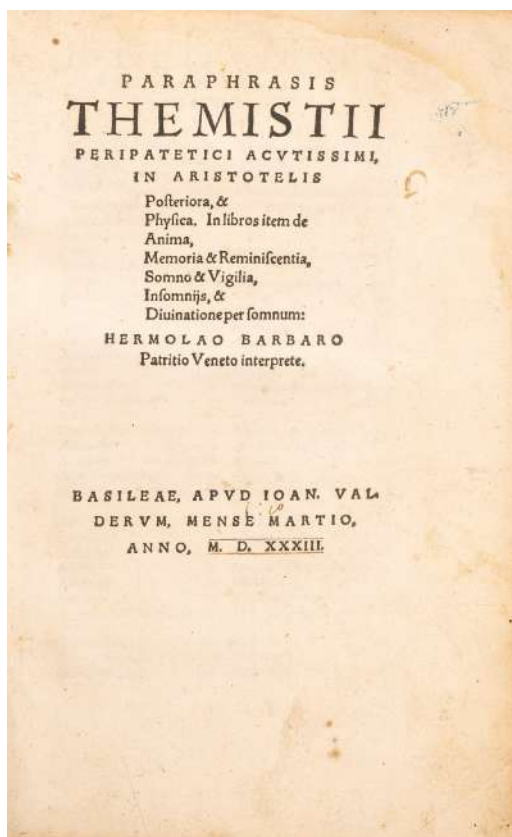 PARAPHRASIS
THEMISTII
PERIPATETICI ACVTISSIMI,
IN ARISTOTELIS
Poſteriora, &
Phyſica. In libros item de
Anima,
Memoria & Reminiſcentia,
Somno & Vigilia,
Inſomnijs, &
Diuinatione per ſomnum:
HERMOLAO BARBARO
Patritio Veneto interprete.
BASILEAE, APVD IOAN. VAL-
DERVM, MENSE MARTIO,
ANNO, M. D. XXXIII.